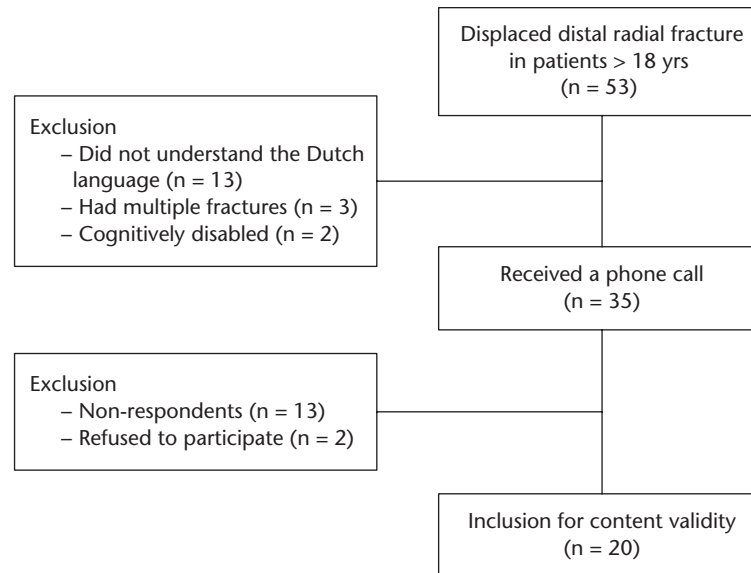 Displaced distal radial fracture
in patients > 18 yrs
(n = 53)
Exclusion
– Did not understand the Dutch
language (n = 13)
– Had multiple fractures (n = 3)
– Cognitively disabled (n = 2)
Received a phone call
(n = 35)
Exclusion
– Non-respondents (n = 13)
– Refused to participate (n = 2)
Inclusion for content validity
(n = 20)